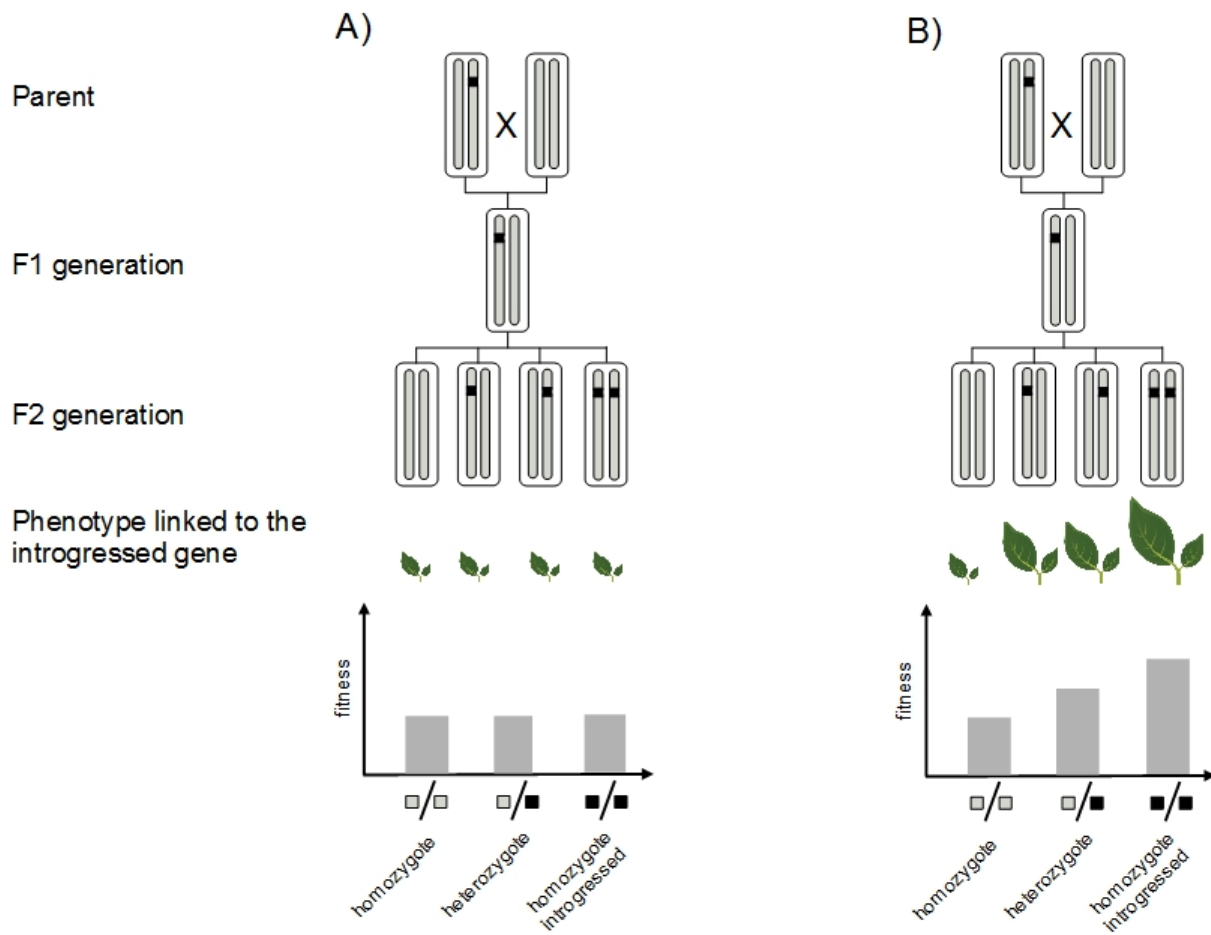 A)
B)
Parent
X
X
F1 generation
F2 generation
Phenotype linked to the
introgressed gene
fitness
homozygote
heterozygote
homozygote
introgressed
fitness
homozygote
heterozygote
homozygote
introgressed